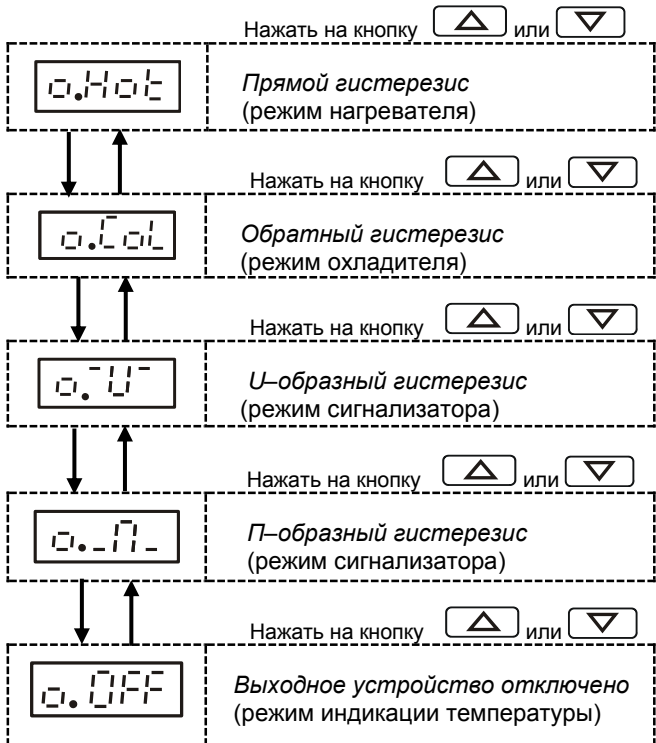 Нажать на кнопку или
o.Hot
Прямой гистерезис
(режим нагревателя)
Нажать на кнопку или
o.CoL
Обратный гистерезис
(режим охладителя)
Нажать на кнопку или
o.¯U¯
U–образный гистерезис
(режим сигнализатора)
Нажать на кнопку или
o._П_
П–образный гистерезис
(режим сигнализатора)
Нажать на кнопку или
o.OFF
Выходное устройство отключено
(режим индикации температуры)